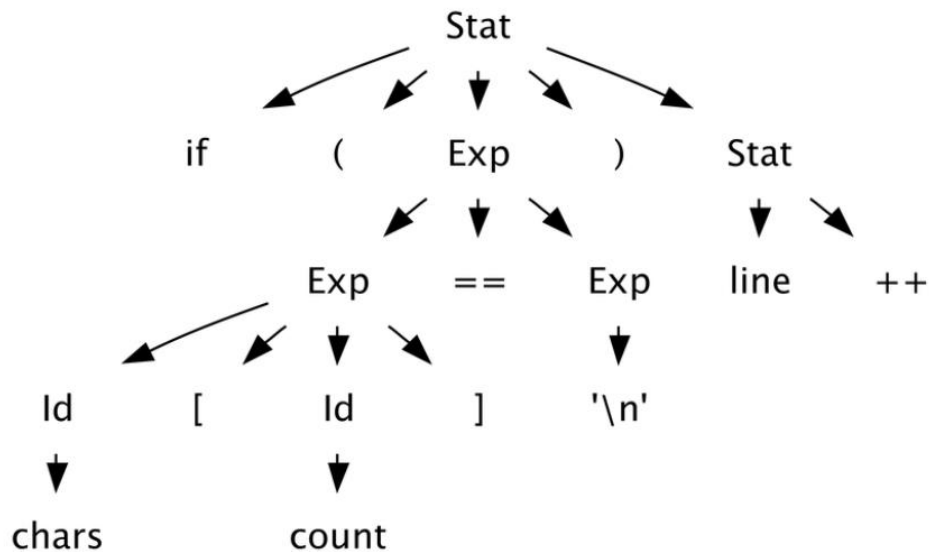 Stat
if ( Exp ) Stat
Exp == Exp line ++
Id [ Id ] '\n'
chars count